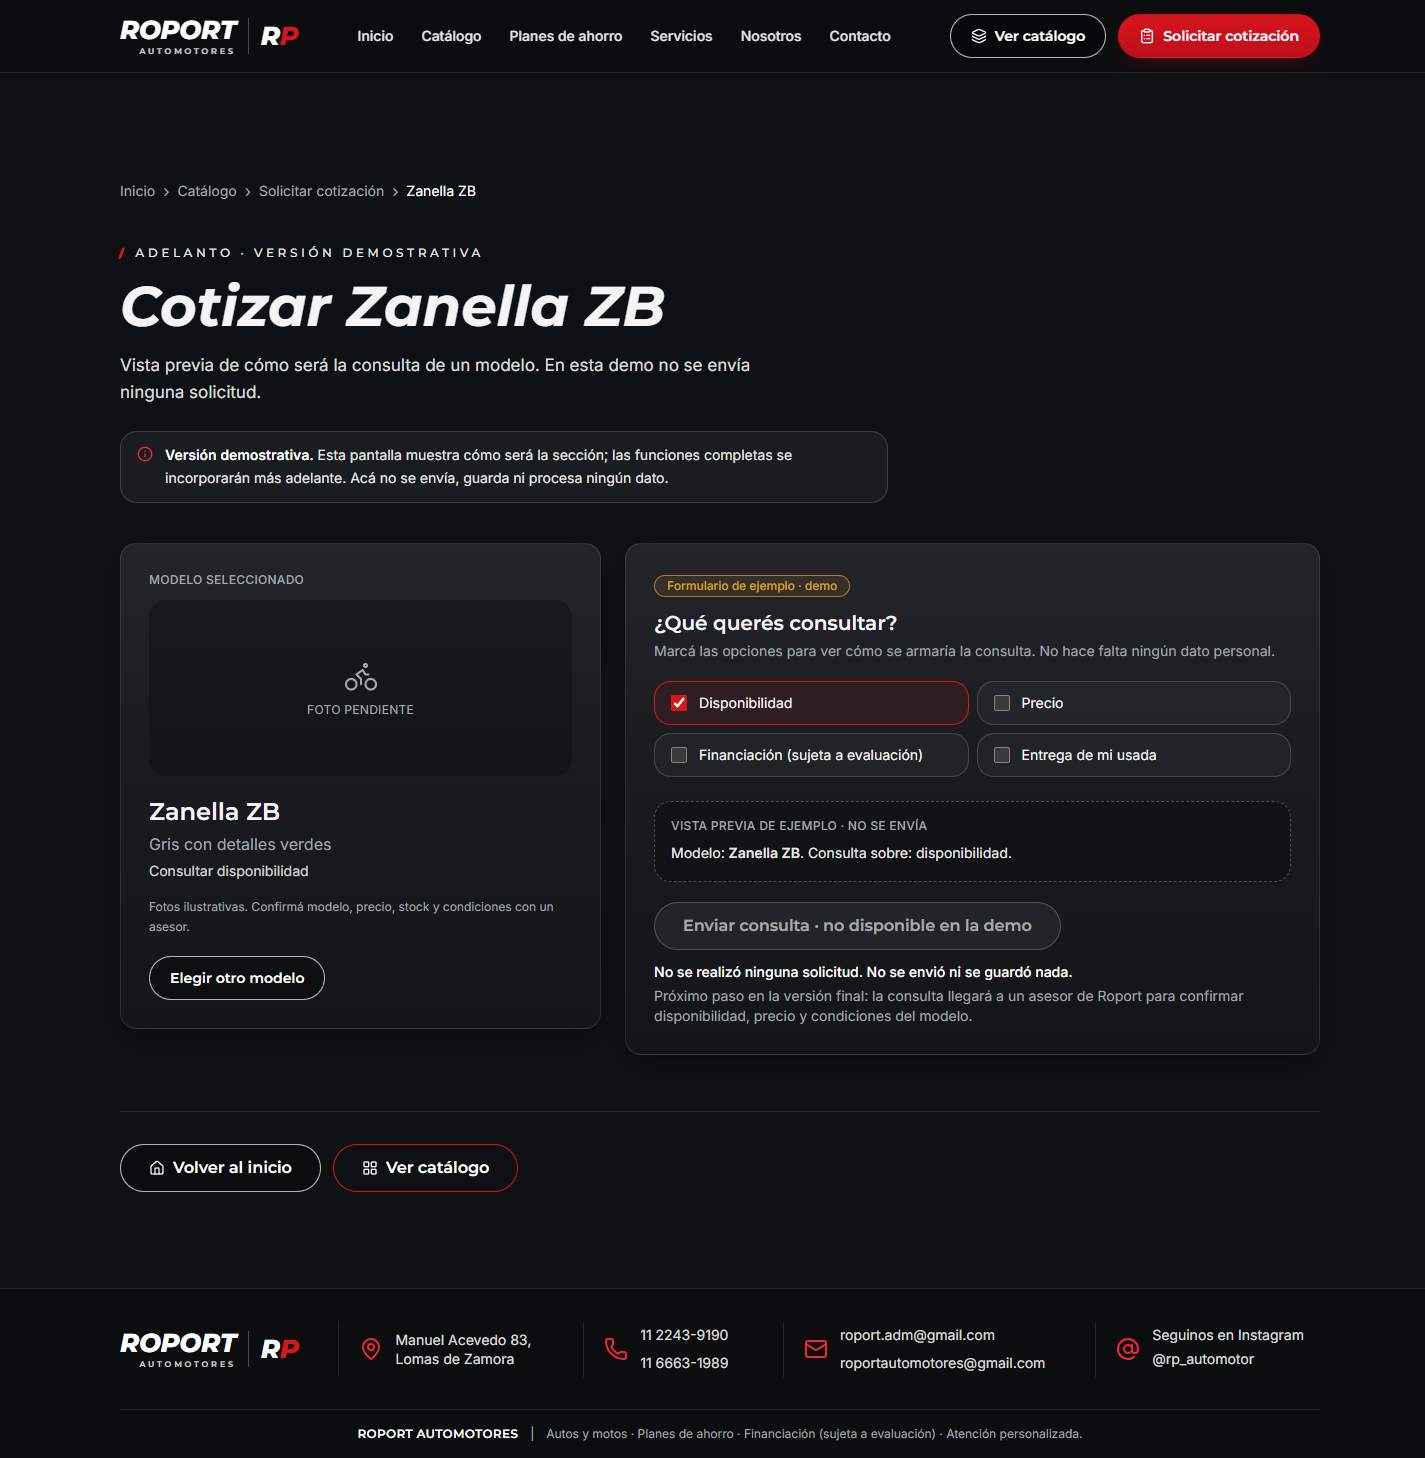 ROPORT
AUTOMOTORES
RP
Inicio
Catálogo
Planes de ahorro
Servicios
Nosotros
Contacto
Ver catálogo
Solicitar cotización
Inicio › Catálogo › Solicitar cotización › Zanella ZB
ADELANTO · VERSIÓN DEMOSTRATIVA
Cotizar Zanella ZB
Vista previa de cómo será la consulta de un modelo. En esta demo no se envía
ninguna solicitud.
Versión demostrativa. Esta pantalla muestra cómo será la sección; las funciones completas se
incorporarán más adelante. Acá no se envía, guarda ni procesa ningún dato.
MODELO SELECCIONADO
FOTO PENDIENTE
Zanella ZB
Gris con detalles verdes
Consultar disponibilidad
Fotos ilustrativas. Confirmá modelo, precio, stock y condiciones con un
asesor.
Elegir otro modelo
Formulario de ejemplo · demo
¿Qué querés consultar?
Marcá las opciones para ver cómo se armaría la consulta. No hace falta ningún dato personal.
Disponibilidad
Precio
Financiación (sujeta a evaluación)
Entrega de mi usada
VISTA PREVIA DE EJEMPLO · NO SE ENVÍA
Modelo: Zanella ZB. Consulta sobre: disponibilidad.
Enviar consulta · no disponible en la demo
No se realizó ninguna solicitud. No se envió ni se guardó nada.
Próximo paso en la versión final: la consulta llegará a un asesor de Roport para confirmar
disponibilidad, precio y condiciones del modelo.
Volver al inicio
Ver catálogo
ROPORT
AUTOMOTORES
RP
Manuel Acevedo 83,
Lomas de Zamora
11 2243-9190
11 6663-1989
roport.adm@gmail.com
roportautomotores@gmail.com
Seguinos en Instagram
@rp_automotor
ROPORT AUTOMOTORES | Autos y motos · Planes de ahorro · Financiación (sujeta a evaluación) · Atención personalizada.